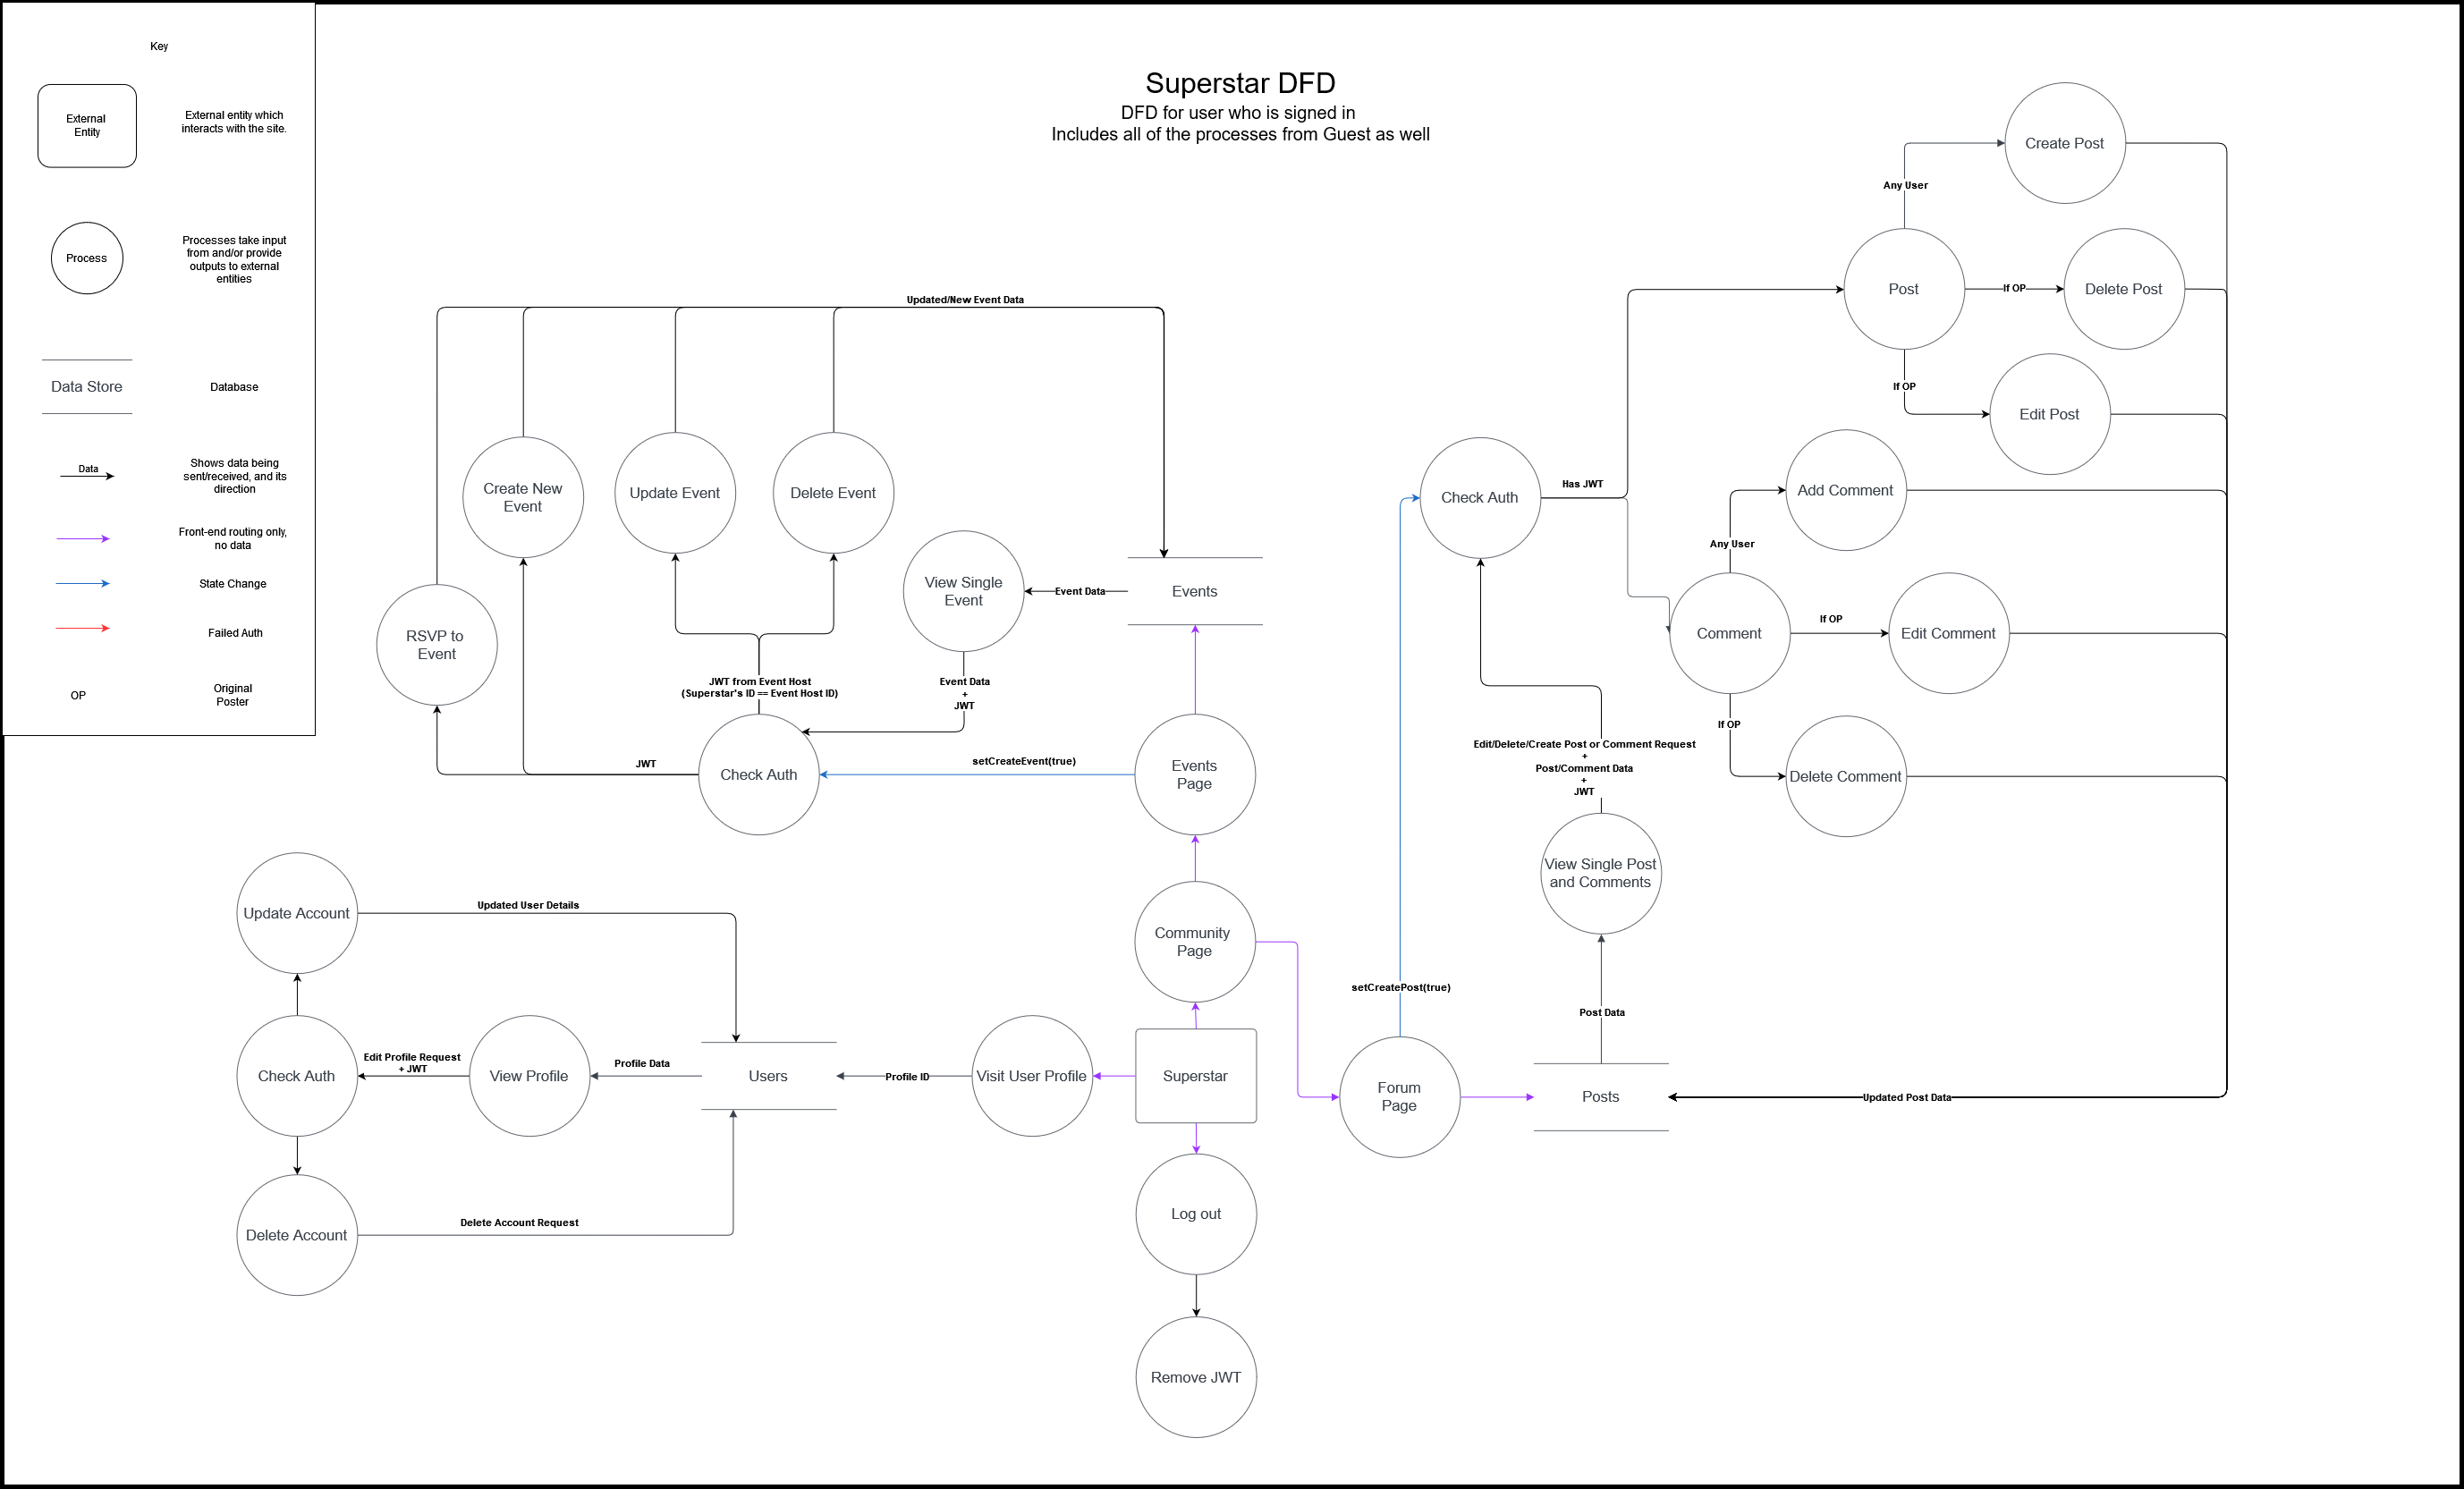 Key
External
Entity
External entity which
interacts with the site.
Process
Processes take input
from and/or provide
outputs to external
entities
Data Store
Database
Data
Shows data being
sent/received, and its
direction
Front-end routing only,
no data
State Change
Failed Auth
OP
Original
Poster
Superstar DFD
DFD for user who is signed in
Includes all of the processes from Guest as well
Updated/New Event Data
Create New
Event
Update Event
Delete Event
View Single
Event
Event Data
Events
RSVP to
Event
JWT from Event Host
(Superstar's ID == Event Host ID)
Event Data
+
JWT
JWT
Check Auth
setCreateEvent(true)
Events
Page
Create Post
Any User
Post
If OP
Delete Post
If OP
Edit Post
Check Auth
Has JWT
Add Comment
Any User
Comment
If OP
Edit Comment
If OP
Delete Comment
Edit/Delete/Create Post or Comment Request
+
Post/Comment Data
+
JWT
View Single Post
and Comments
Update Account
Updated User Details
Community
Page
setCreatePost(true)
Post Data
Check Auth
Edit Profile Request
+ JWT
View Profile
Profile Data
Users
Profile ID
Visit User Profile
Superstar
Forum
Page
Posts
Updated Post Data
Delete Account
Delete Account Request
Log out
Remove JWT